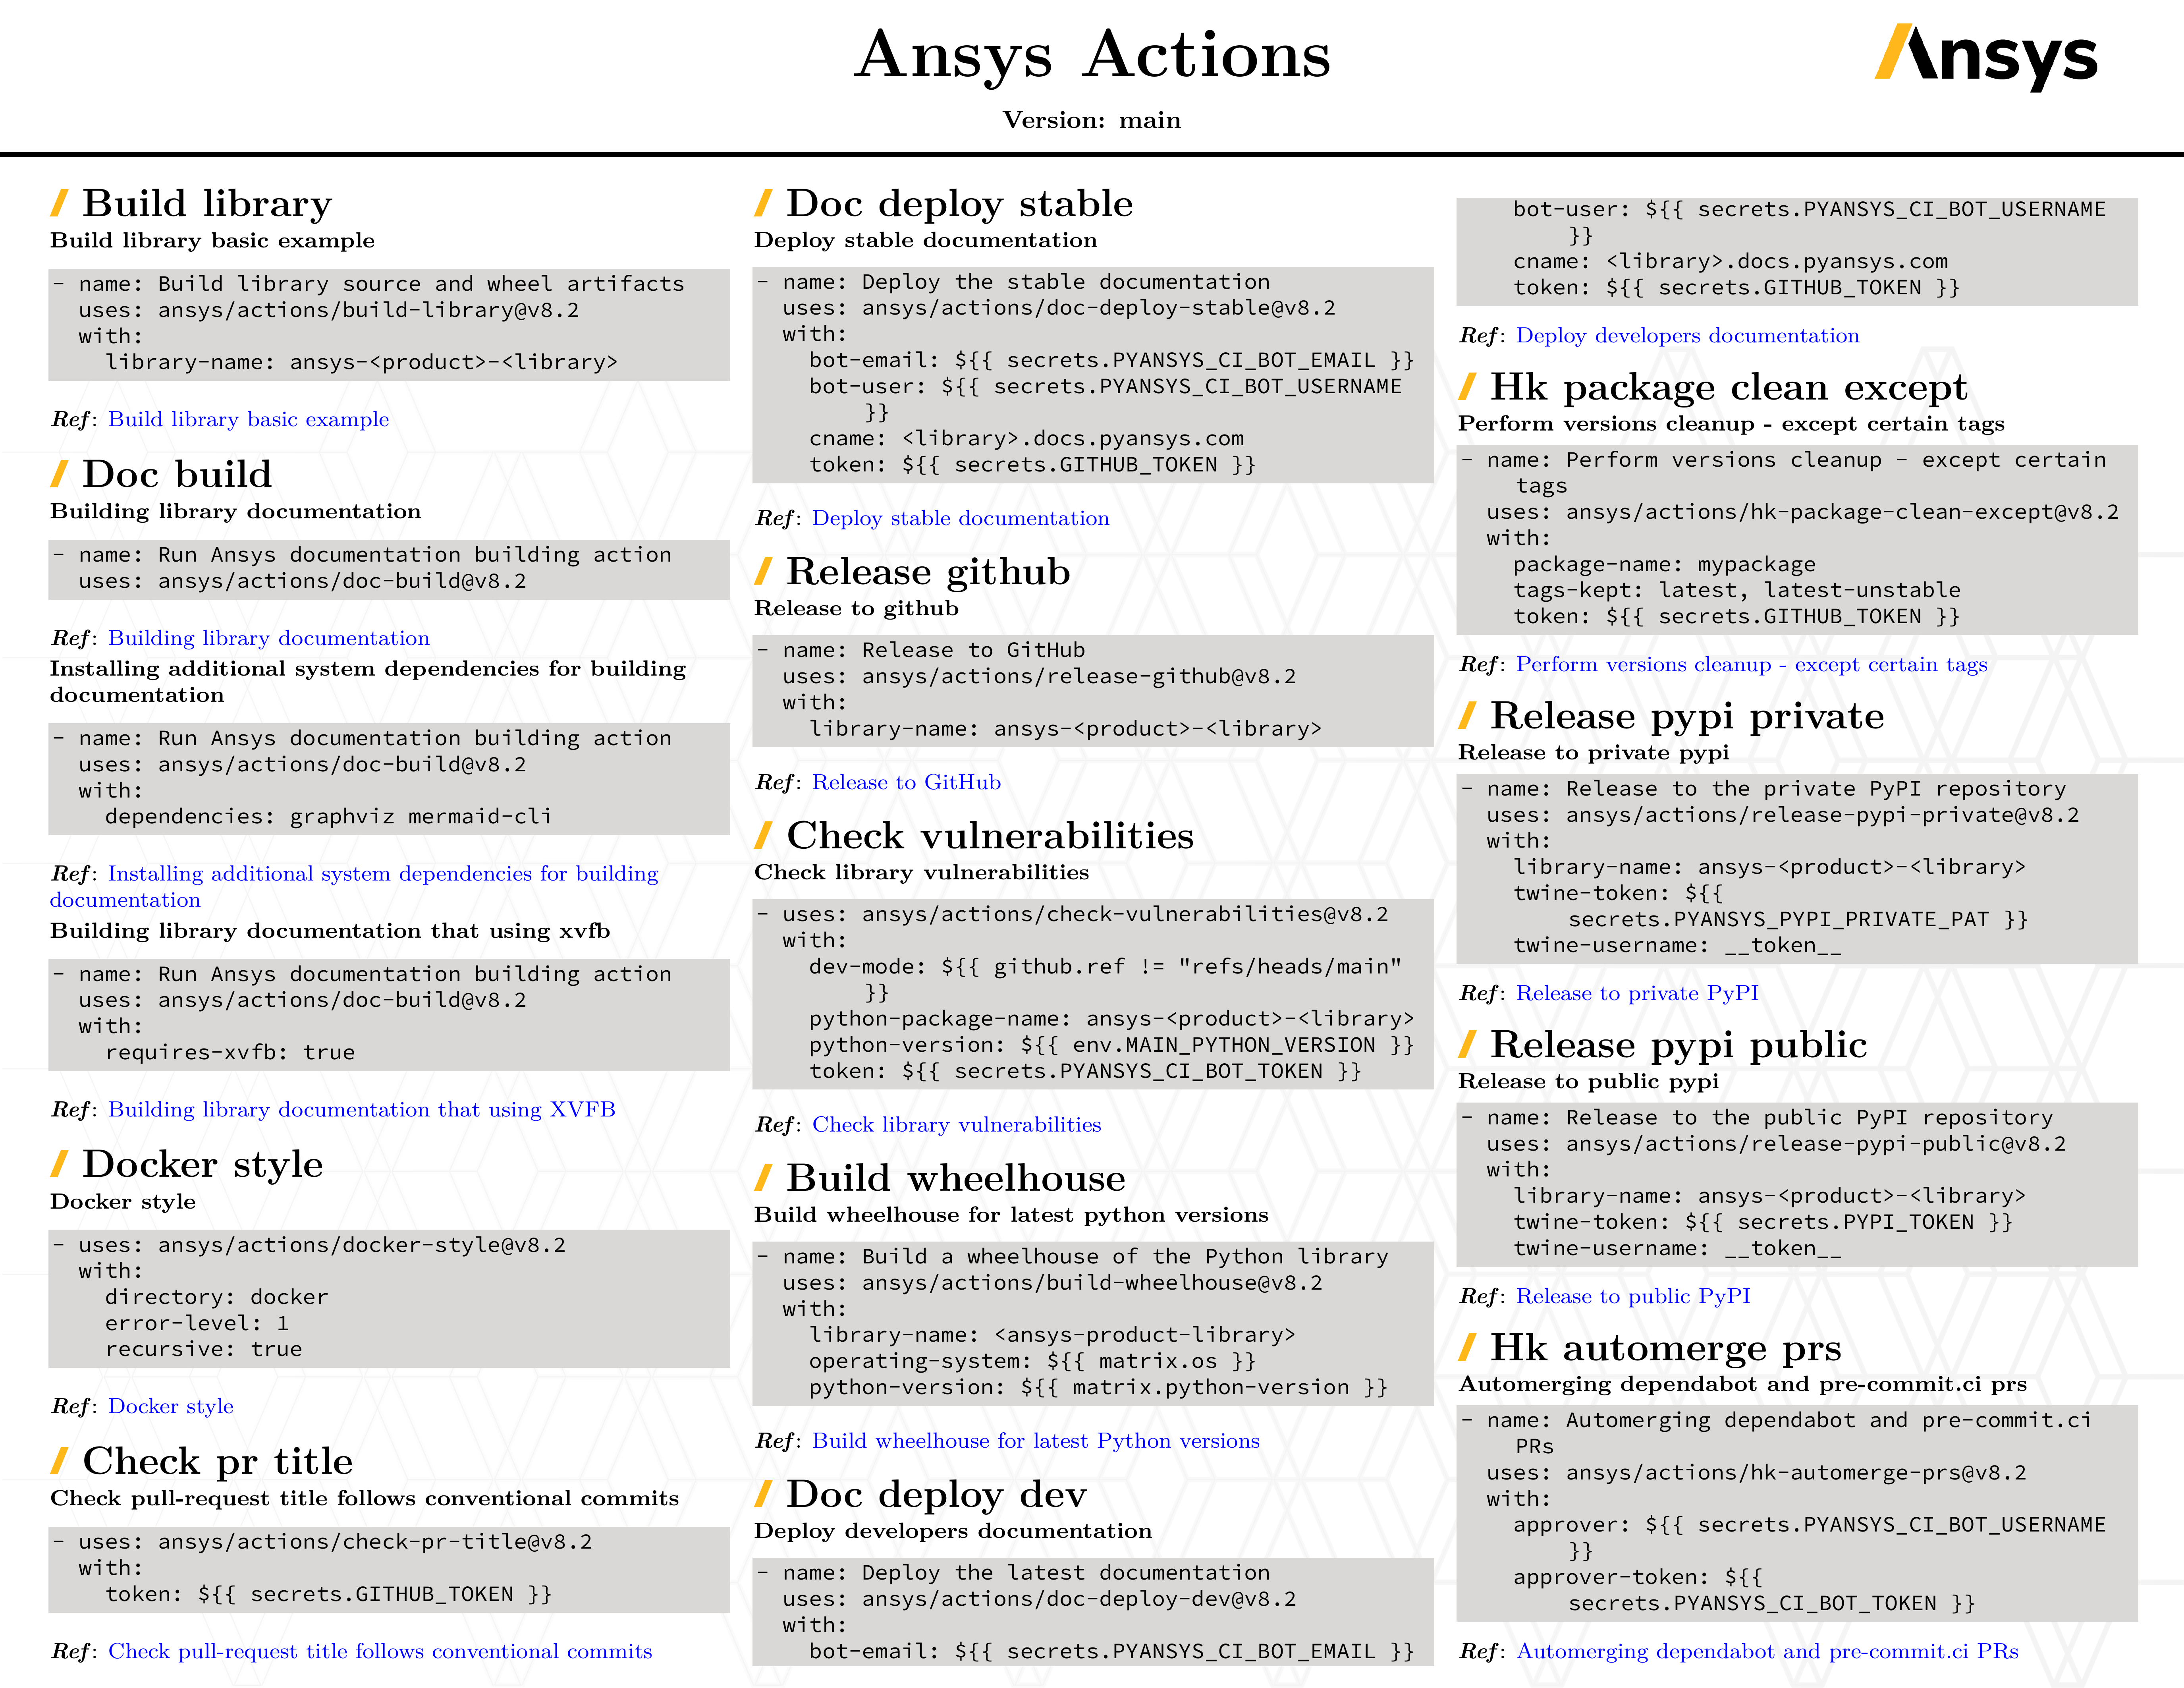 Ansys Actions
Ansys
Version: main
Build library
Build library basic example
- name: Build library source and wheel artifacts
  uses: ansys/actions/build-library@v8.2
  with:
    library-name: ansys-<product>-<library>
Ref: Build library basic example
Doc build
Building library documentation
- name: Run Ansys documentation building action
  uses: ansys/actions/doc-build@v8.2
Ref: Building library documentation
Installing additional system dependencies for building
documentation
- name: Run Ansys documentation building action
  uses: ansys/actions/doc-build@v8.2
  with:
    dependencies: graphviz mermaid-cli
Ref: Installing additional system dependencies for building
documentation
Building library documentation that using xvfb
- name: Run Ansys documentation building action
  uses: ansys/actions/doc-build@v8.2
  with:
    requires-xvfb: true
Ref: Building library documentation that using XVFB
Docker style
Docker style
- uses: ansys/actions/docker-style@v8.2
  with:
    directory: docker
    error-level: 1
    recursive: true
Ref: Docker style
Check pr title
Check pull-request title follows conventional commits
- uses: ansys/actions/check-pr-title@v8.2
  with:
    token: ${{ secrets.GITHUB_TOKEN }}
Ref: Check pull-request title follows conventional commits
Doc deploy stable
Deploy stable documentation
- name: Deploy the stable documentation
  uses: ansys/actions/doc-deploy-stable@v8.2
  with:
    bot-email: ${{ secrets.PYANSYS_CI_BOT_EMAIL }}
    bot-user: ${{ secrets.PYANSYS_CI_BOT_USERNAME
        }}
    cname: <library>.docs.pyansys.com
    token: ${{ secrets.GITHUB_TOKEN }}
Ref: Deploy stable documentation
Release github
Release to github
- name: Release to GitHub
  uses: ansys/actions/release-github@v8.2
  with:
    library-name: ansys-<product>-<library>
Ref: Release to GitHub
Check vulnerabilities
Check library vulnerabilities
- uses: ansys/actions/check-vulnerabilities@v8.2
  with:
    dev-mode: ${{ github.ref != "refs/heads/main"
        }}
    python-package-name: ansys-<product>-<library>
    python-version: ${{ env.MAIN_PYTHON_VERSION }}
    token: ${{ secrets.PYANSYS_CI_BOT_TOKEN }}
Ref: Check library vulnerabilities
Build wheelhouse
Build wheelhouse for latest python versions
- name: Build a wheelhouse of the Python library
  uses: ansys/actions/build-wheelhouse@v8.2
  with:
    library-name: <ansys-product-library>
    operating-system: ${{ matrix.os }}
    python-version: ${{ matrix.python-version }}
Ref: Build wheelhouse for latest Python versions
Doc deploy dev
Deploy developers documentation
- name: Deploy the latest documentation
  uses: ansys/actions/doc-deploy-dev@v8.2
  with:
    bot-email: ${{ secrets.PYANSYS_CI_BOT_EMAIL }}
    bot-user: ${{ secrets.PYANSYS_CI_BOT_USERNAME
        }}
    cname: <library>.docs.pyansys.com
    token: ${{ secrets.GITHUB_TOKEN }}
Ref: Deploy developers documentation
Hk package clean except
Perform versions cleanup - except certain tags
- name: Perform versions cleanup - except certain
    tags
  uses: ansys/actions/hk-package-clean-except@v8.2
  with:
    package-name: mypackage
    tags-kept: latest, latest-unstable
    token: ${{ secrets.GITHUB_TOKEN }}
Ref: Perform versions cleanup - except certain tags
Release pypi private
Release to private pypi
- name: Release to the private PyPI repository
  uses: ansys/actions/release-pypi-private@v8.2
  with:
    library-name: ansys-<product>-<library>
    twine-token: ${{
        secrets.PYANSYS_PYPI_PRIVATE_PAT }}
    twine-username: __token__
Ref: Release to private PyPI
Release pypi public
Release to public pypi
- name: Release to the public PyPI repository
  uses: ansys/actions/release-pypi-public@v8.2
  with:
    library-name: ansys-<product>-<library>
    twine-token: ${{ secrets.PYPI_TOKEN }}
    twine-username: __token__
Ref: Release to public PyPI
Hk automerge prs
Automerging dependabot and pre-commit.ci prs
- name: Automerging dependabot and pre-commit.ci
    PRs
  uses: ansys/actions/hk-automerge-prs@v8.2
  with:
    approver: ${{ secrets.PYANSYS_CI_BOT_USERNAME
        }}
    approver-token: ${{
        secrets.PYANSYS_CI_BOT_TOKEN }}
Ref: Automerging dependabot and pre-commit.ci PRs